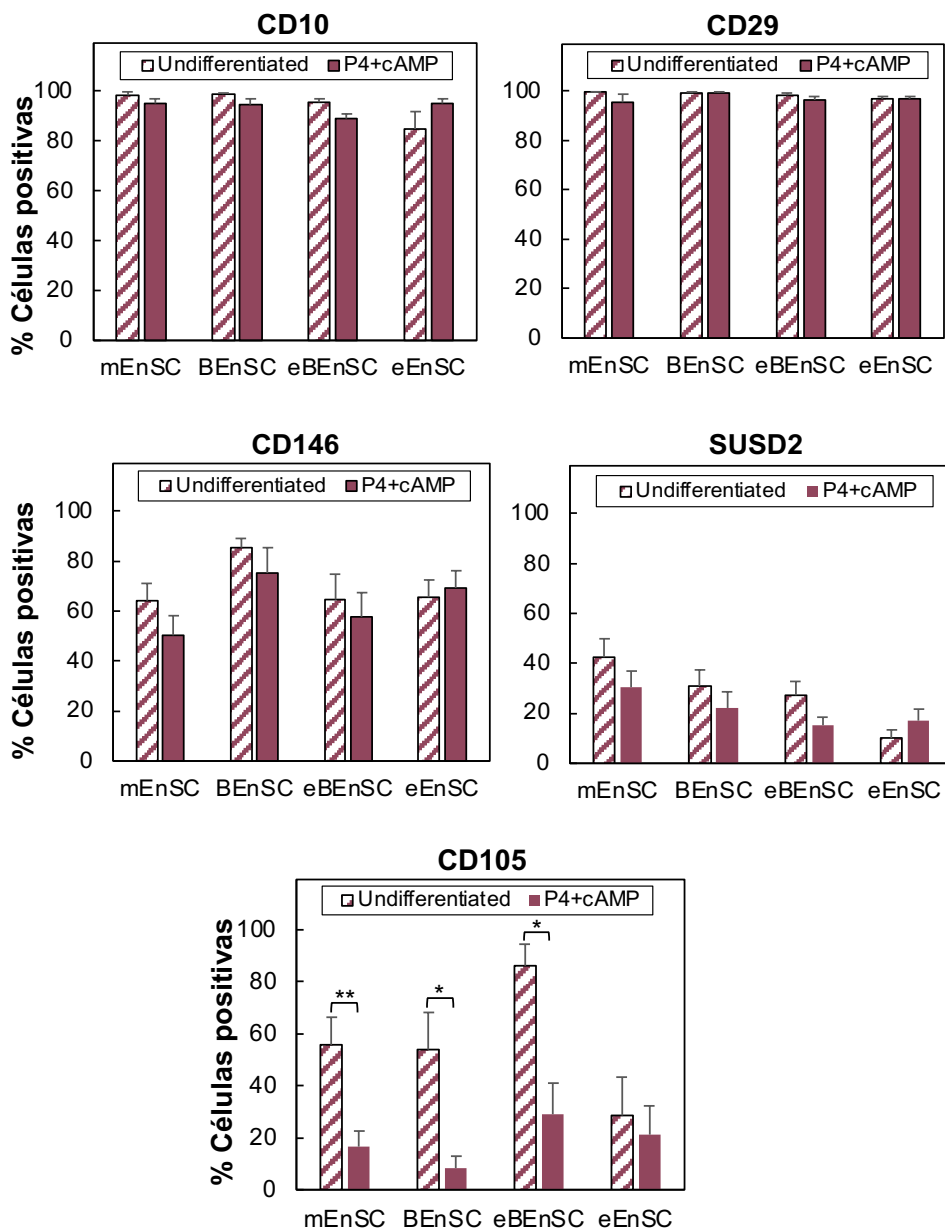 CD10
Undifferentiated P4+cAMP
% Células positivas
100
80
60
40
20
0
mEnSC BEnSC eBEnSC eEnSC
CD29
Undifferentiated P4+cAMP
100
80
60
40
20
0
mEnSC BEnSC eBEnSC eEnSC
CD146
Undifferentiated P4+cAMP
% Células positivas
100
80
60
40
20
0
mEnSC BEnSC eBEnSC eEnSC
SUSD2
Undifferentiated P4+cAMP
100
80
60
40
20
0
mEnSC BEnSC eBEnSC eEnSC
CD105
Undifferentiated P4+cAMP
% Células positivas
100
80
60
40
20
0
** * *
mEnSC BEnSC eBEnSC eEnSC